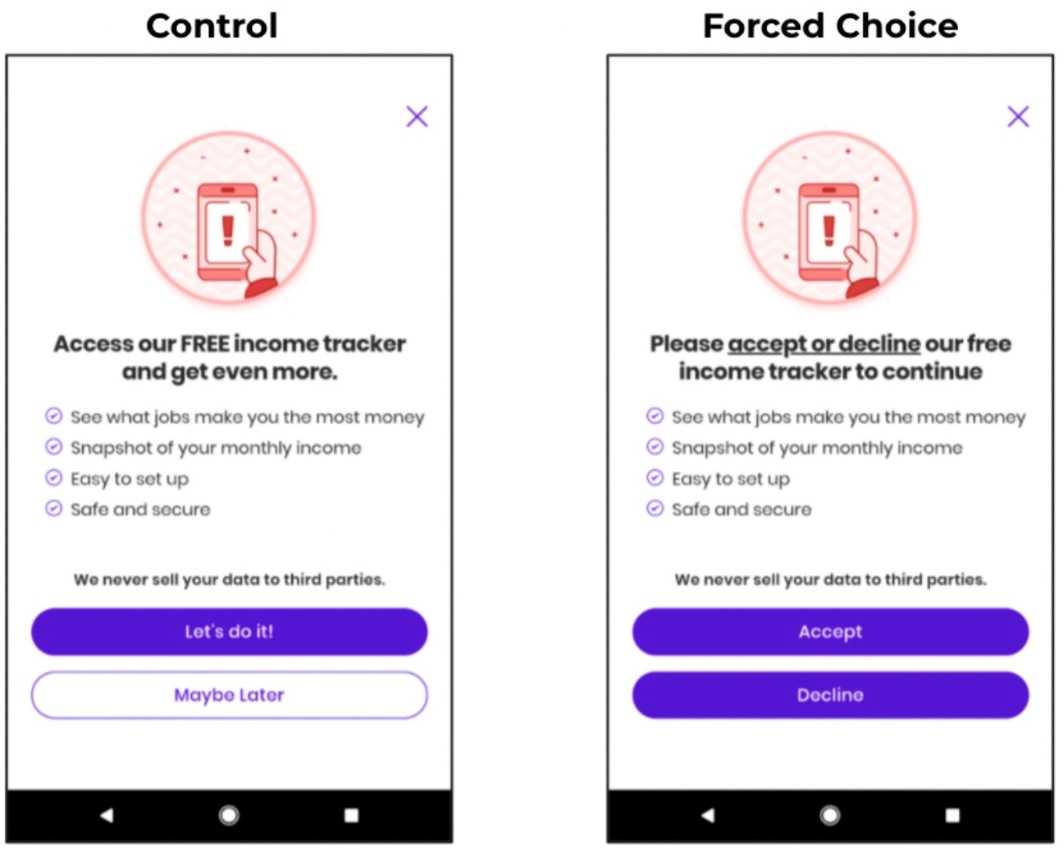 Control
Access our FREE income tracker
and get even more.
See what jobs make you the most money
Snapshot of your monthly income
Easy to set up
Safe and secure
We never sell your data to third parties.
Let's do it!
Maybe Later
Forced Choice
Please accept or decline our free
income tracker to continue
See what jobs make you the most money
Snapshot of your monthly income
Easy to set up
Safe and secure
We never sell your data to third parties.
Accept
Decline